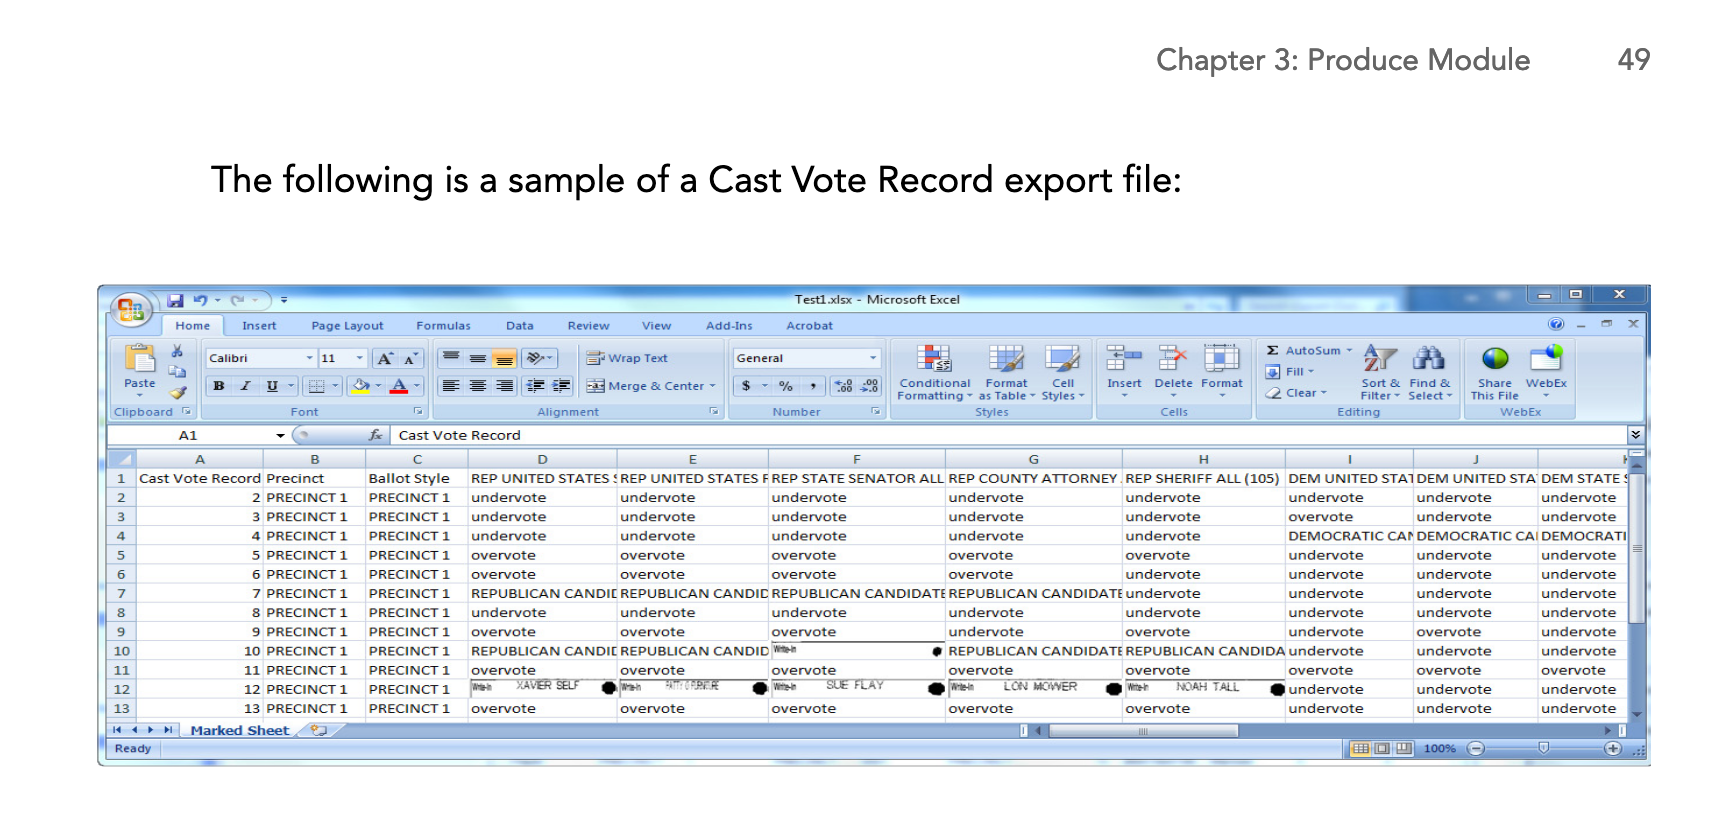 Chapter 3: Produce Module 49
The following is a sample of a Cast Vote Record export file:
Test1.xlsx - Microsoft Excel
Home Insert Page Layout Formulas Data Review View Add-Ins Acrobat
Calibri 11 A A Wrap Text General Σ AutoSum
Fill
Paste B I U A Merge & Center $ % , .00 Conditional Format Cell Insert Delete Format Clear Sort & Find & Share WebEx
Formatting as Table Styles Filter Select This File
Clipboard Font Alignment Number Styles Cells Editing WebEx
A1 fx Cast Vote Record
A B C D E F G H I J
1 Cast Vote Record Precinct Ballot Style REP UNITED STATES REP UNITED STATES REP STATE SENATOR ALL REP COUNTY ATTORNEY REP SHERIFF ALL (105) DEM UNITED STA DEM UNITED STA DEM STATE
2 2 PRECINCT 1 PRECINCT 1 undervote undervote undervote undervote undervote undervote undervote undervote
3 3 PRECINCT 1 PRECINCT 1 undervote undervote undervote undervote undervote overvote undervote undervote
4 4 PRECINCT 1 PRECINCT 1 undervote undervote undervote undervote undervote DEMOCRATIC CAN DEMOCRATIC CA DEMOCRATI
5 5 PRECINCT 1 PRECINCT 1 overvote overvote overvote overvote overvote undervote undervote undervote
6 6 PRECINCT 1 PRECINCT 1 overvote overvote overvote overvote undervote undervote undervote undervote
7 7 PRECINCT 1 PRECINCT 1 REPUBLICAN CANDID REPUBLICAN CANDID REPUBLICAN CANDIDATE REPUBLICAN CANDIDATE undervote undervote undervote undervote
8 8 PRECINCT 1 PRECINCT 1 undervote undervote undervote undervote undervote undervote undervote undervote
9 9 PRECINCT 1 PRECINCT 1 overvote overvote overvote undervote overvote undervote overvote undervote
10 10 PRECINCT 1 PRECINCT 1 REPUBLICAN CANDID REPUBLICAN CANDID Write-In REPUBLICAN CANDIDATE REPUBLICAN CANDIDA undervote undervote undervote
11 11 PRECINCT 1 PRECINCT 1 overvote overvote overvote overvote overvote overvote overvote overvote
12 12 PRECINCT 1 PRECINCT 1 Write-In XAVIER SELF Write-In Write-In SUE FLAY Write-In LON MOWER Write-In NOAH TALL undervote undervote undervote
13 13 PRECINCT 1 PRECINCT 1 overvote overvote overvote overvote overvote undervote undervote undervote
Marked Sheet
Ready 100%